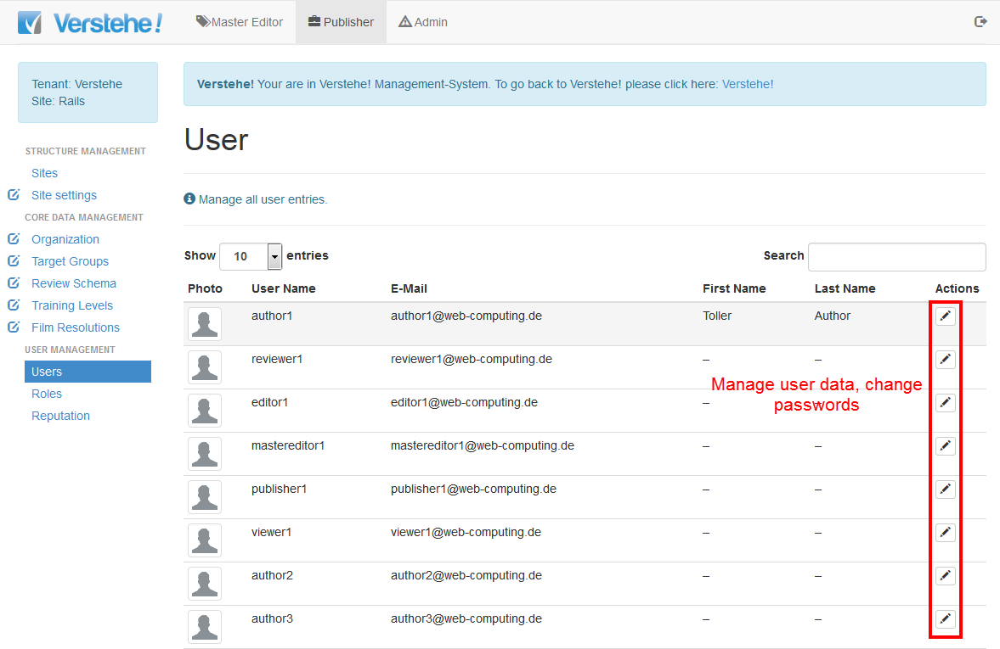 Verstehe!
Master Editor
Publisher
Admin
Tenant: Verstehe
Site: Rails
STRUCTURE MANAGEMENT
Sites
Site settings
CORE DATA MANAGEMENT
Organization
Target Groups
Review Schema
Training Levels
Film Resolutions
USER MANAGEMENT
Users
Roles
Reputation
Verstehe! Your are in Verstehe! Management-System. To go back to Verstehe! please click here: Verstehe!
User
Manage all user entries.
Show 10 entries
Search
Photo User Name E-Mail First Name Last Name Actions
author1 author1@web-computing.de Toller Author
reviewer1 reviewer1@web-computing.de – –
editor1 editor1@web-computing.de – –
mastereditor1 mastereditor1@web-computing.de – –
publisher1 publisher1@web-computing.de – –
viewer1 viewer1@web-computing.de – –
author2 author2@web-computing.de – –
author3 author3@web-computing.de – –
Manage user data, change
passwords